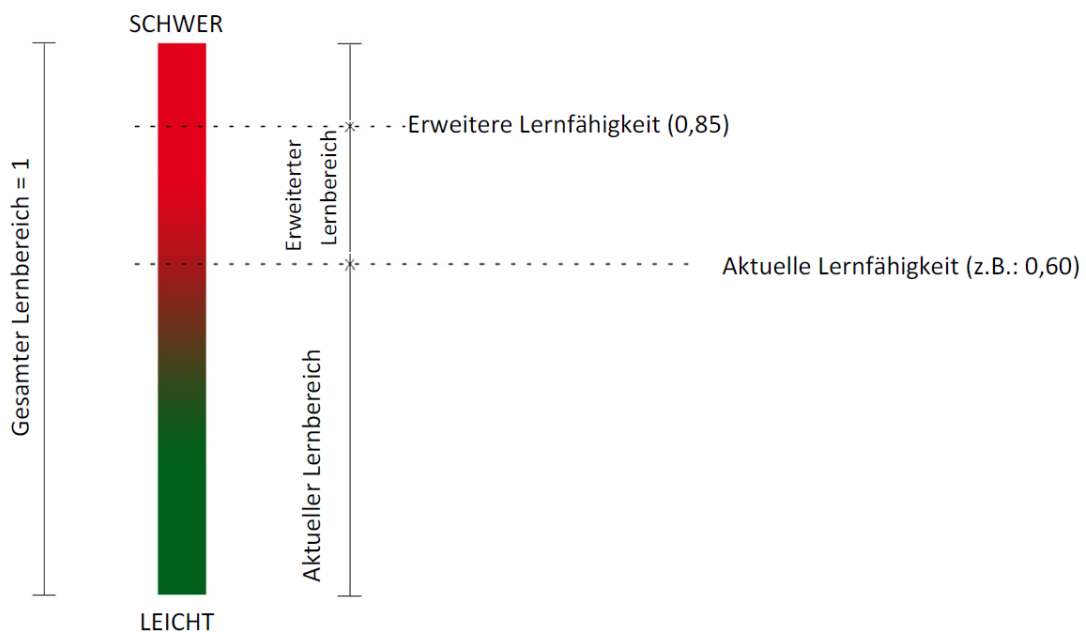 SCHWER
Gesamter Lernbereich = 1
Erweitere Lernfähigkeit (0,85)
Erweiterter
Lernbereich
Aktuelle Lernfähigkeit (z.B.: 0,60)
Aktueller Lernbereich
LEICHT